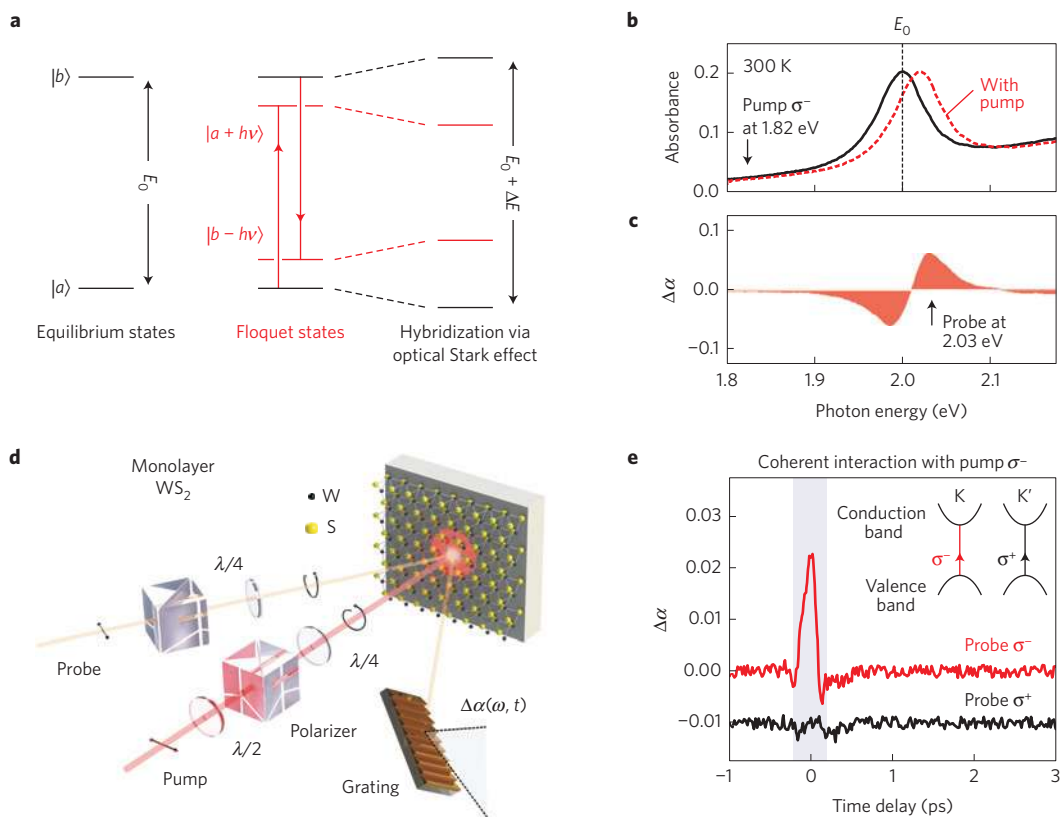 a
|b⟩
E0
|a⟩
Equilibrium states
|a + hν⟩
|b − hν⟩
Floquet states
E0 + ΔE
Hybridization via
optical Stark effect
b
E0
300 K
Pump σ−
at 1.82 eV
With
pump
Absorbance
0.2
0.1
0.0
c
0.1
0.0
−0.1
Δα
Probe at
2.03 eV
1.8
1.9
2.0
2.1
Photon energy (eV)
d
Monolayer
WS2
W
S
λ/4
Probe
λ/4
λ/2
Polarizer
Pump
Grating
Δα(ω, t)
e
Coherent interaction with pump σ−
0.03
0.02
0.01
0.00
−0.01
Δα
K
K′
Conduction
band
σ−
σ+
Valence
band
Probe σ−
Probe σ+
−1
0
1
2
3
Time delay (ps)